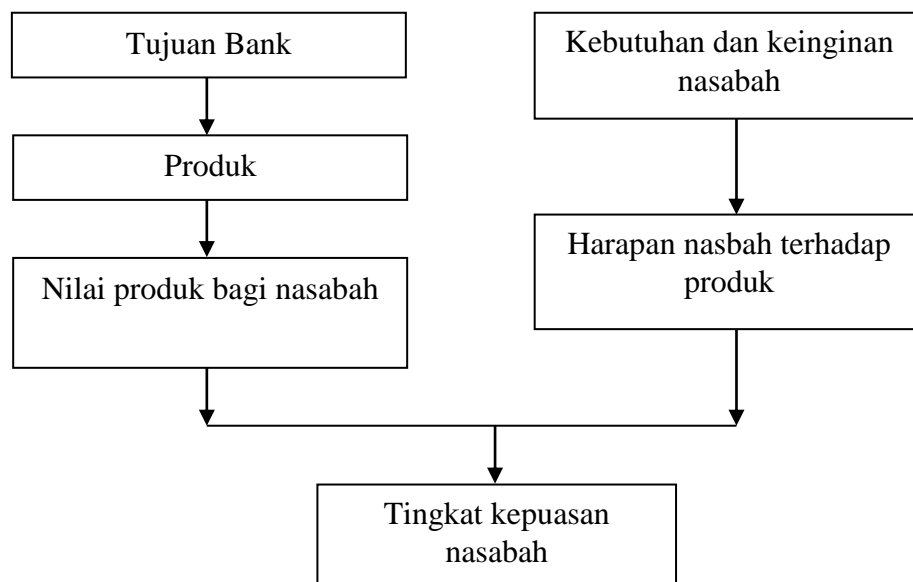 Tujuan Bank
Kebutuhan dan keinginan
nasabah
Produk
Harapan nasbah terhadap
produk
Nilai produk bagi nasabah
Tingkat kepuasan
nasabah